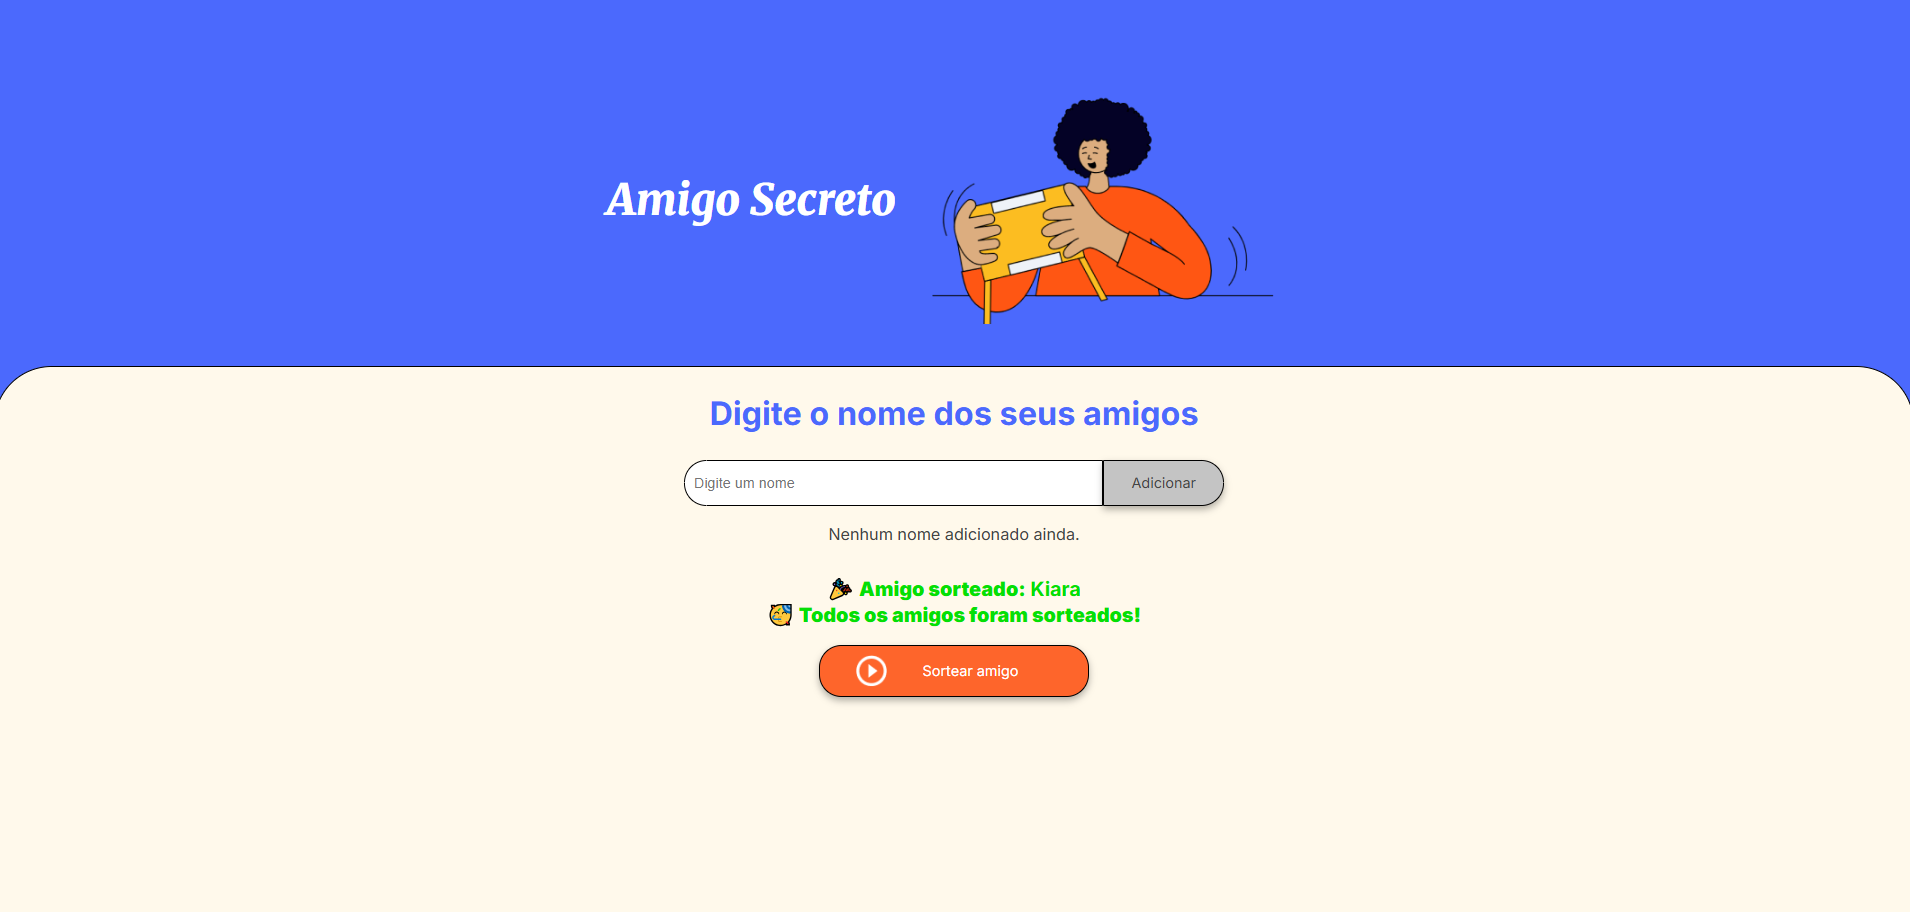 Amigo Secreto
Digite o nome dos seus amigos
Digite um nome
Adicionar
Nenhum nome adicionado ainda.
🎉 Amigo sorteado: Kiara
🥳 Todos os amigos foram sorteados!
Sortear amigo